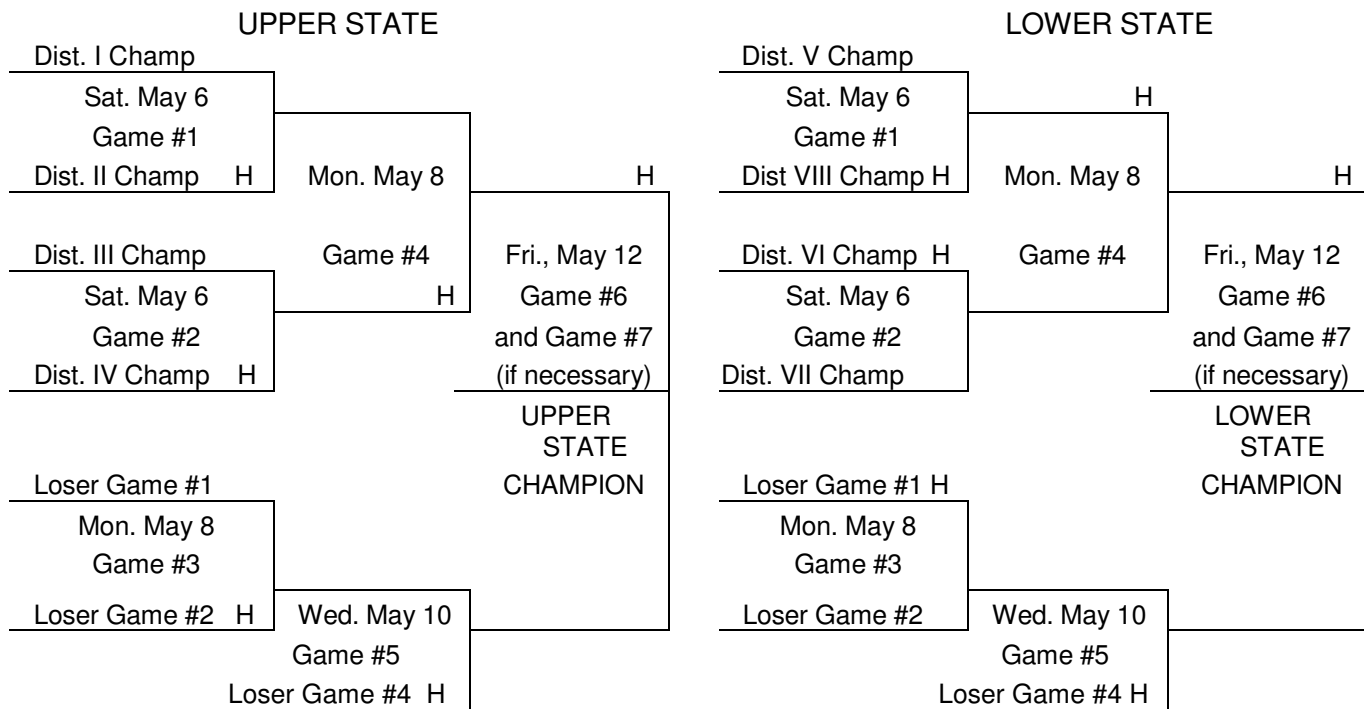 UPPER STATE
Dist. I Champ
Sat. May 6
Game #1
Dist. II Champ H
Mon. May 8
H
Dist. III Champ
Game #4
Fri., May 12
Sat. May 6
H
Game #6
Game #2
and Game #7
Dist. IV Champ H
(if necessary)
UPPER
STATE
CHAMPION
Loser Game #1
Mon. May 8
Game #3
Loser Game #2 H
Wed. May 10
Game #5
Loser Game #4 H
LOWER STATE
Dist. V Champ
Sat. May 6
H
Game #1
Dist VIII Champ H
Mon. May 8
H
Dist. VI Champ H
Game #4
Fri., May 12
Sat. May 6
Game #6
Game #2
and Game #7
Dist. VII Champ
(if necessary)
LOWER
STATE
CHAMPION
Loser Game #1 H
Mon. May 8
Game #3
Loser Game #2
Wed. May 10
Game #5
Loser Game #4 H